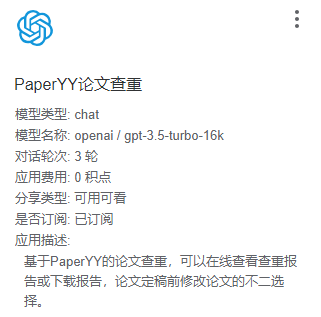 PaperYY论文查重
模型类型: chat
模型名称: openai / gpt-3.5-turbo-16k
对话轮次: 3 轮
应用费用: 0 积点
分享类型: 可用可看
是否订阅: 已订阅
应用描述:
基于PaperYY的论文查重，可以在线查看查重报
告或下载报告，论文定稿前修改论文的不二选
择。